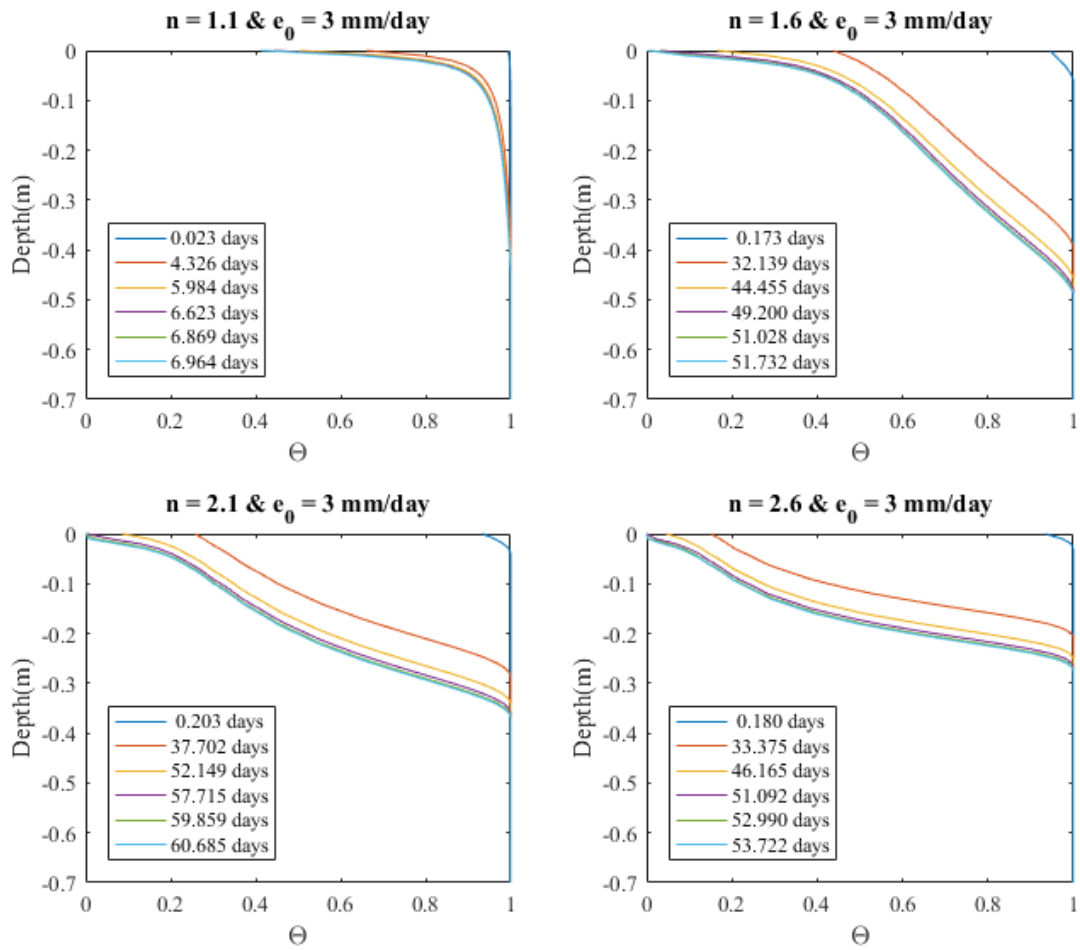 n = 1.1 & e0 = 3 mm/day
0
-0.1
-0.2
-0.3
-0.4
-0.5
-0.6
-0.7
Depth(m)
0.023 days
4.326 days
5.984 days
6.623 days
6.869 days
6.964 days
0 0.2 0.4 0.6 0.8 1
Θ
n = 1.6 & e0 = 3 mm/day
0
-0.1
-0.2
-0.3
-0.4
-0.5
-0.6
-0.7
Depth(m)
0.173 days
32.139 days
44.455 days
49.200 days
51.028 days
51.732 days
0 0.2 0.4 0.6 0.8 1
Θ
n = 2.1 & e0 = 3 mm/day
0
-0.1
-0.2
-0.3
-0.4
-0.5
-0.6
-0.7
Depth(m)
0.203 days
37.702 days
52.149 days
57.715 days
59.859 days
60.685 days
0 0.2 0.4 0.6 0.8 1
Θ
n = 2.6 & e0 = 3 mm/day
0
-0.1
-0.2
-0.3
-0.4
-0.5
-0.6
-0.7
Depth(m)
0.180 days
33.375 days
46.165 days
51.092 days
52.990 days
53.722 days
0 0.2 0.4 0.6 0.8 1
Θ